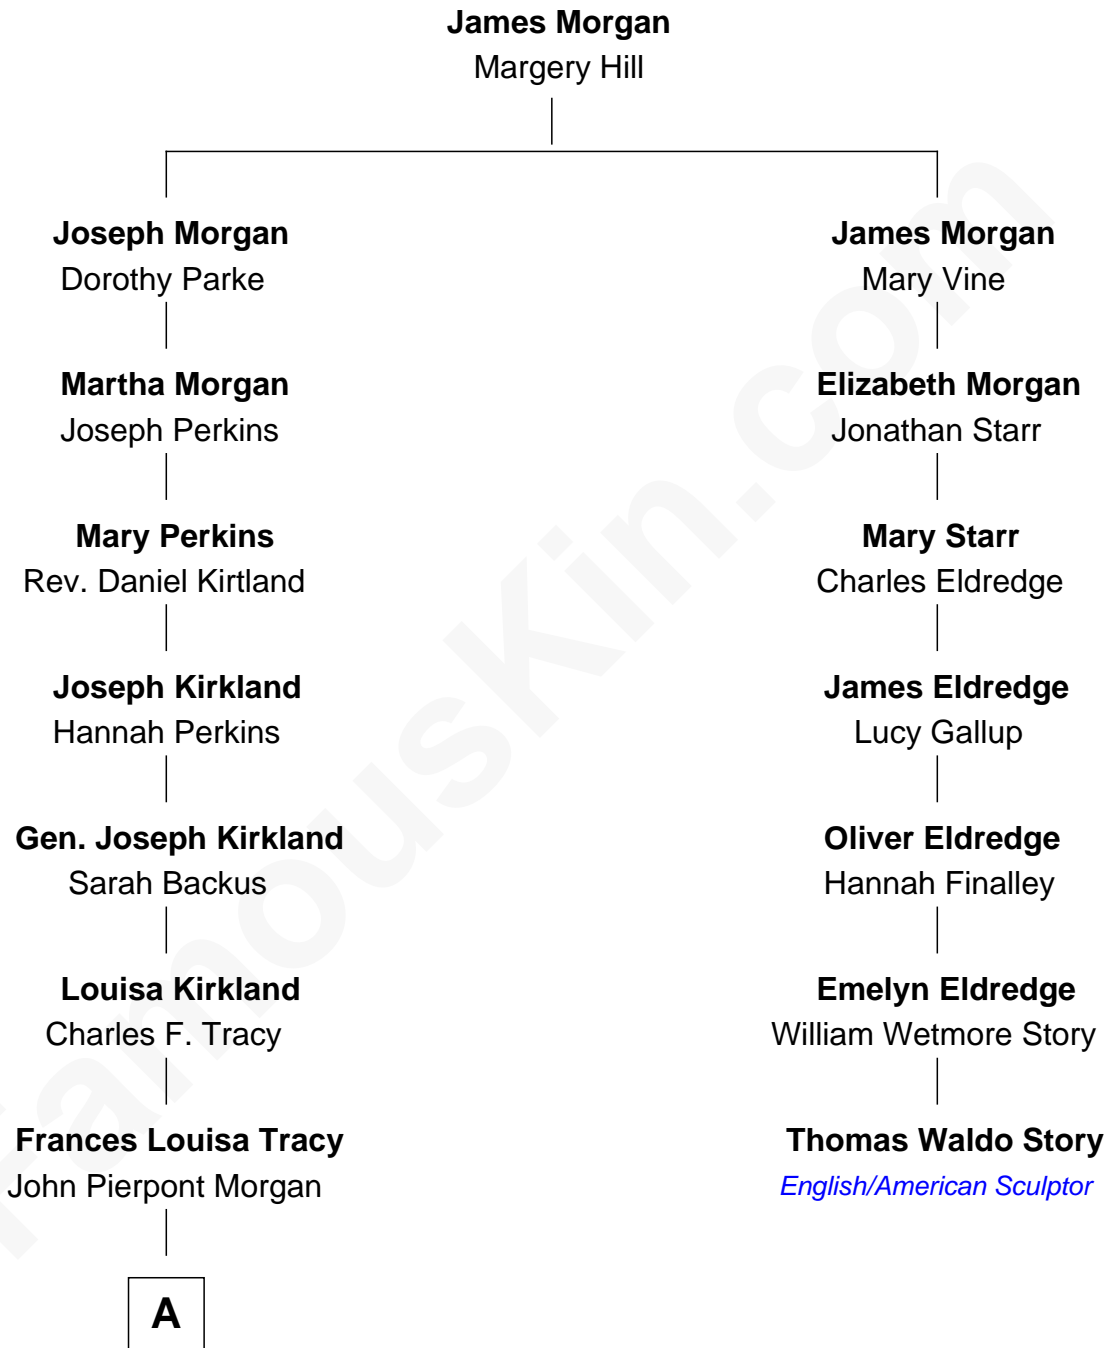 James Morgan
Margery Hill
Joseph Morgan
Dorothy Parke
James Morgan
Mary Vine
Martha Morgan
Joseph Perkins
Elizabeth Morgan
Jonathan Starr
Mary Perkins
Rev. Daniel Kirtland
Mary Starr
Charles Eldredge
Joseph Kirkland
Hannah Perkins
James Eldredge
Lucy Gallup
Gen. Joseph Kirkland
Sarah Backus
Oliver Eldredge
Hannah Finalley
Louisa Kirkland
Charles F. Tracy
Emelyn Eldredge
William Wetmore Story
Frances Louisa Tracy
John Pierpont Morgan
Thomas Waldo Story
English/American Sculptor
A
FamousKin.com